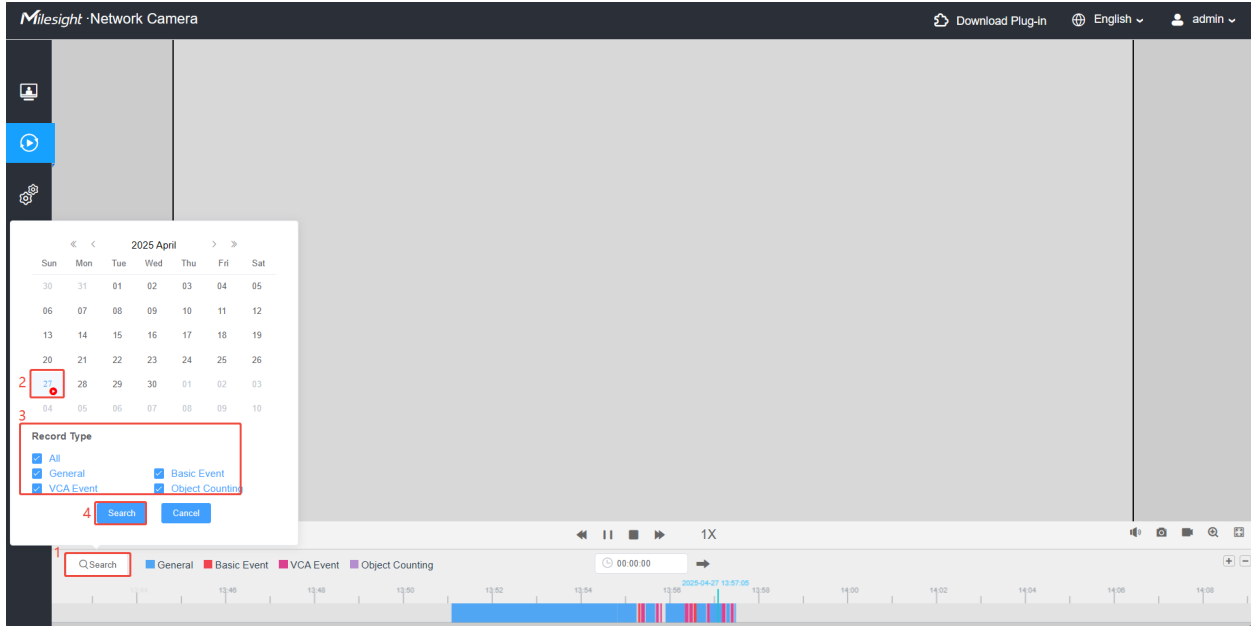 Milesight · Network Camera
Download Plug-in
English
admin
2025 April
Sun Mon Tue Wed Thu Fri Sat
30 31 01 02 03 04 05
06 07 08 09 10 11 12
13 14 15 16 17 18 19
20 21 22 23 24 25 26
2 27 28 29 30 01 02 03
04 05 06 07 08 09 10
3
Record Type
All
General Basic Event
VCA Event Object Counting
4 Search Cancel
1X
1
Search General Basic Event VCA Event Object Counting 00:00:00
2025-04-27 13:57:05
13:46 13:48 13:50 13:52 13:54 13:56 13:58 14:00 14:02 14:04 14:06 14:08